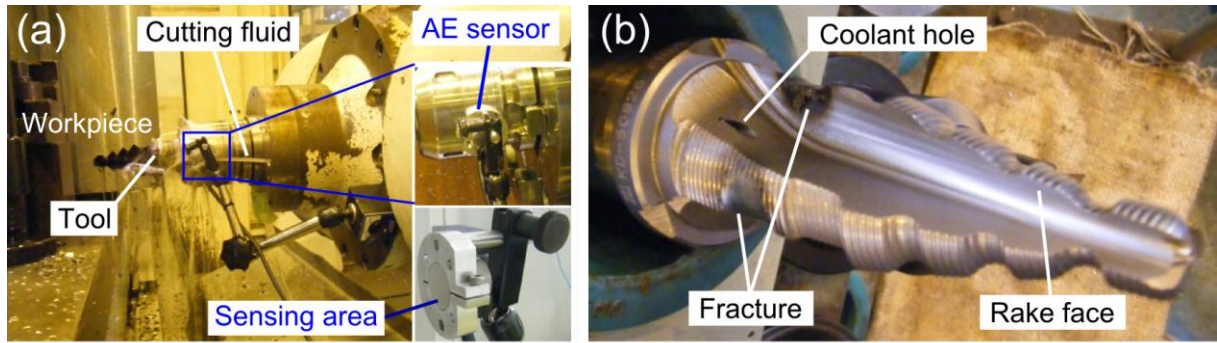 (a)
Cutting fluid
AE sensor
Workpiece
Tool
Sensing area
(b)
Coolant hole
Fracture
Rake face